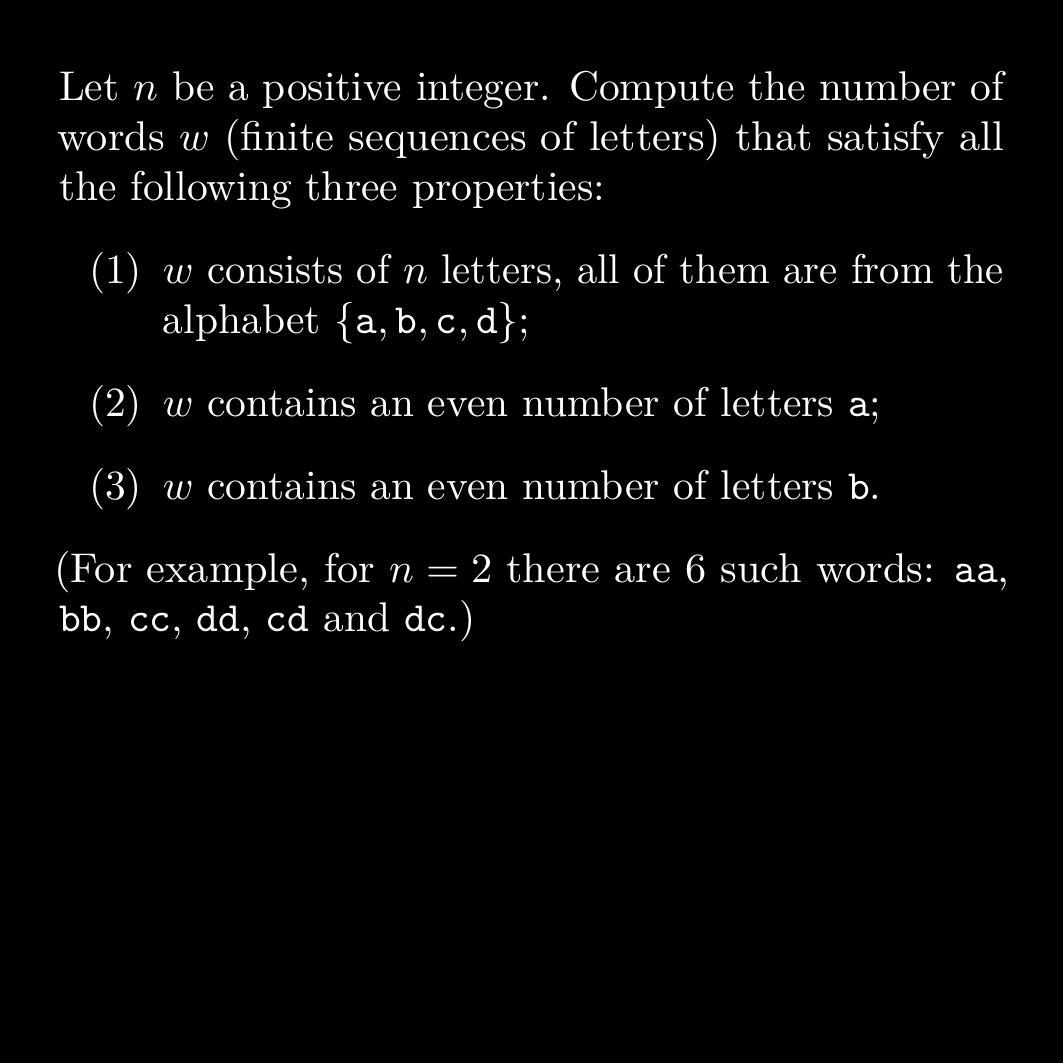 Let n be a positive integer. Compute the number of
words w (finite sequences of letters) that satisfy all
the following three properties:
(1) w consists of n letters, all of them are from the
alphabet {a, b, c, d};
(2) w contains an even number of letters a;
(3) w contains an even number of letters b.
(For example, for n = 2 there are 6 such words: aa,
bb, cc, dd, cd and dc.)